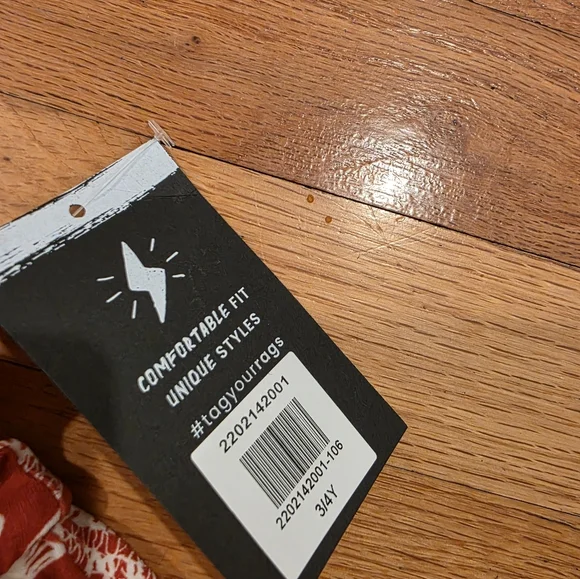 COMFORTABLE FIT
UNIQUE STYLES
#tagyourrags
2202142001
2202142001-106
3/4Y